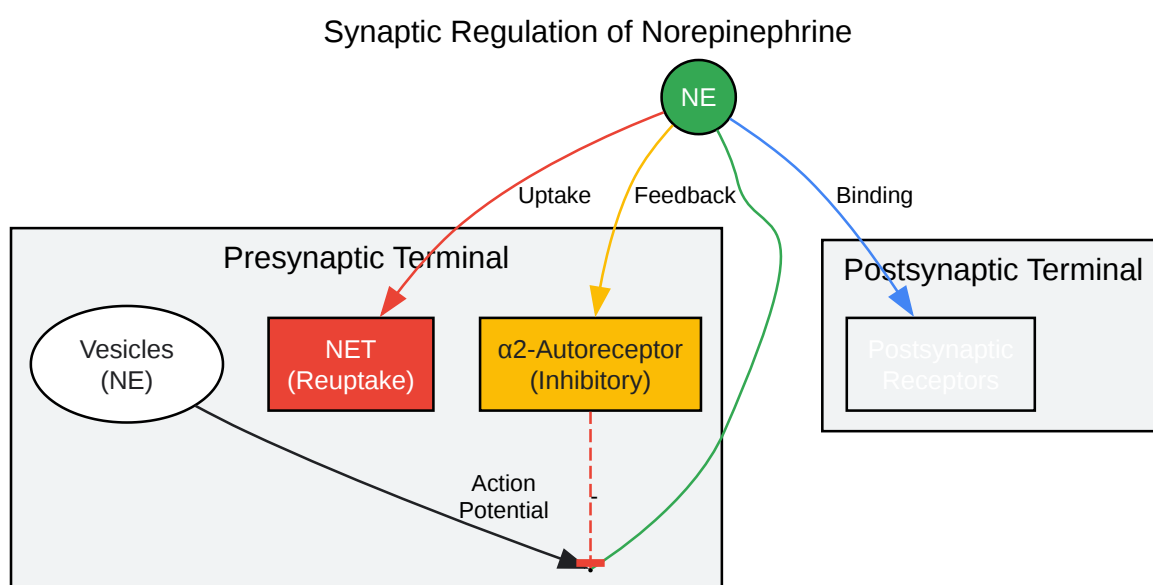 Synaptic Regulation of Norepinephrine
NE
Uptake
Feedback
Binding
Presynaptic Terminal
Postsynaptic Terminal
Vesicles
(NE)
NET
(Reuptake)
α2-Autoreceptor
(Inhibitory)
Postsynaptic
Receptors
Action
Potential
-